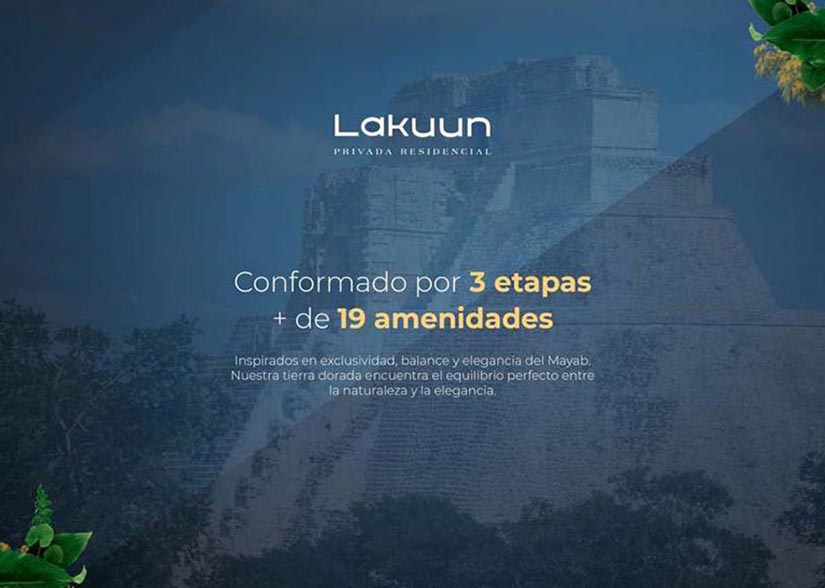 Lakuun
PRIVADA RESIDENCIAL
Conformado por 3 etapas
+ de 19 amenidades
Inspirados en exclusividad, balance y elegancia del Mayab.
Nuestra tierra dorada encuentra el equilibrio perfecto entre
la naturaleza y la elegancia.